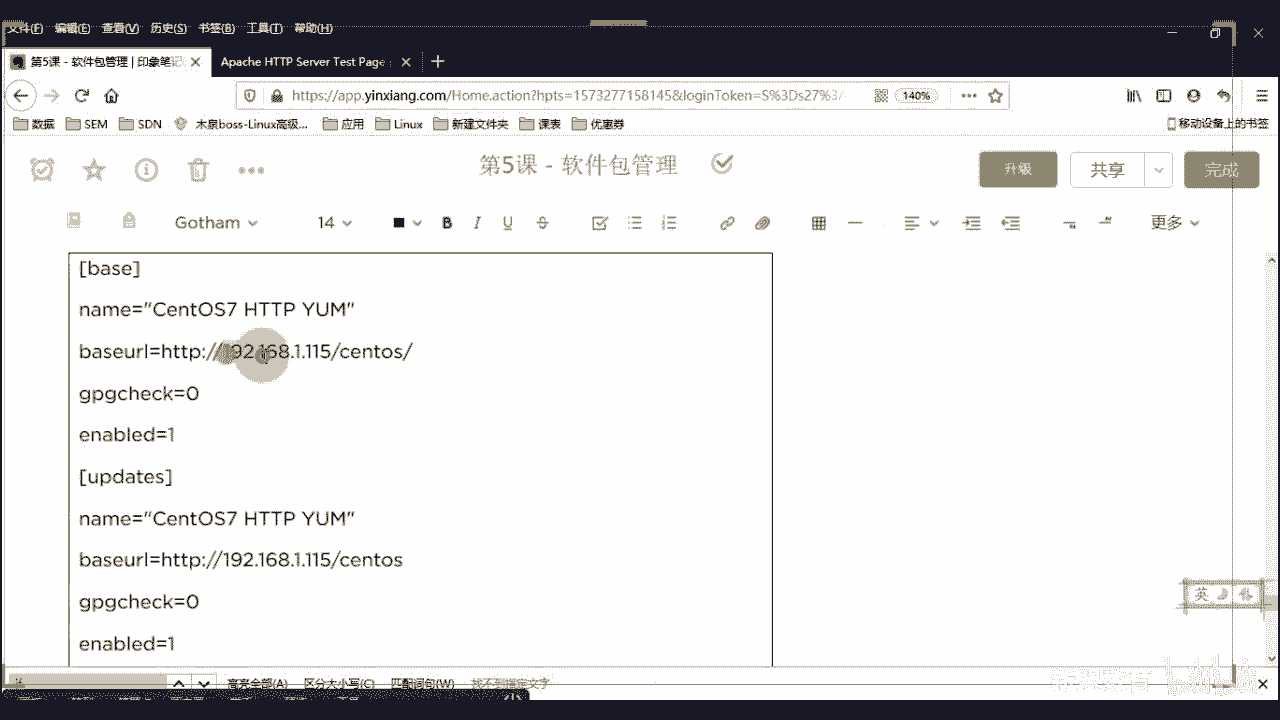 文件(F) 编辑(E) 查看(V) 历史(S) 书签(B) 工具(T) 帮助(H)
第5课 - 软件包管理 | 印象笔记
Apache HTTP Server Test Page
https://app.yinxiang.com/Home.action?hpts=1573277158145&loginToken=S%3Ds27%3
140%
数据 SEM SDN 木泉boss-Linux高级... 应用 Linux 新建文件夹 课表 优惠券 移动设备上的书签
第5课 - 软件包管理
升级 共享 完成
Gotham 14 B I U S 更多
[base]
name="CentOS7 HTTP YUM"
baseurl=http://192.168.1.115/centos/
gpgcheck=0
enabled=1
[updates]
name="CentOS7 HTTP YUM"
baseurl=http://192.168.1.115/centos
gpgcheck=0
enabled=1
英
高亮全部(A) 区分大小写(C) 匹配词句(W) 找不到指定文字